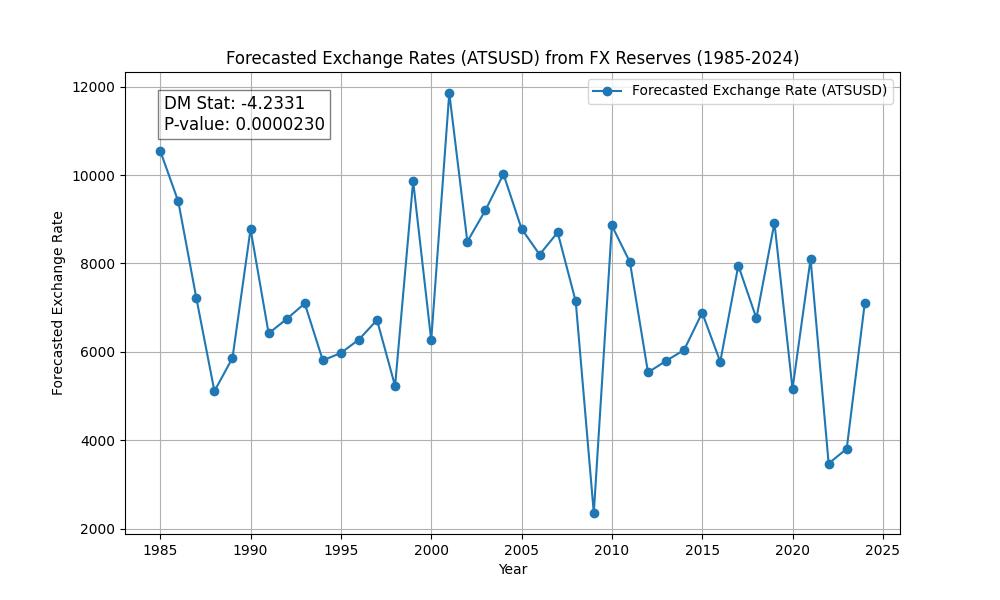 Forecasted Exchange Rates (ATSUSD) from FX Reserves (1985-2024)
Forecasted Exchange Rate (ATSUSD)
DM Stat: -4.2331
P-value: 0.0000230
Forecasted Exchange Rate
12000
10000
8000
6000
4000
2000
1985 1990 1995 2000 2005 2010 2015 2020 2025
Year